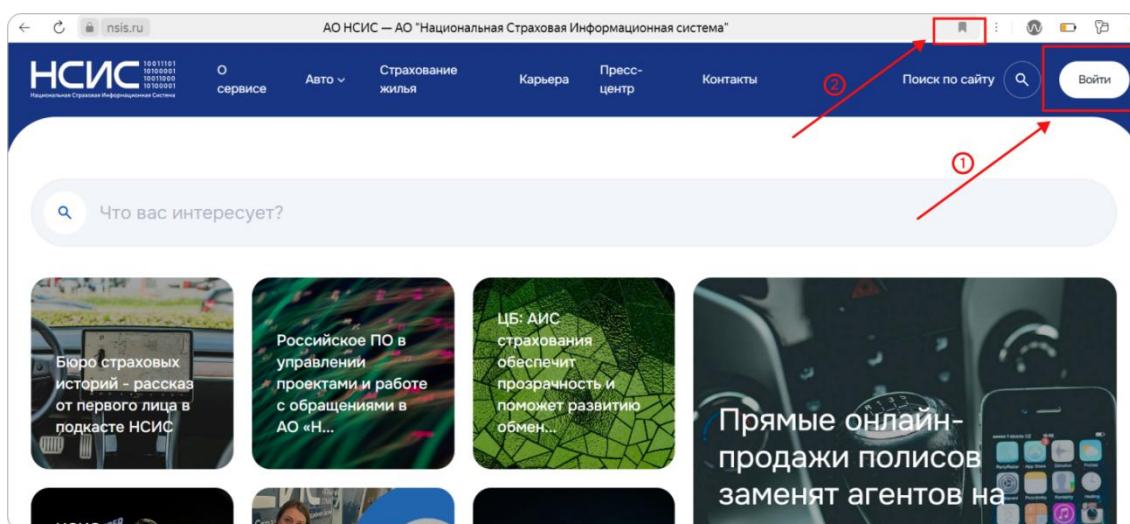 nsis.ru
АО НСИС — АО "Национальная Страховая Информационная система"
НСИС
10011101
10100001
10011000
10100001
Национальная Страховая Информационная Система
О
сервисе
Авто
Страхование
жилья
Карьера
Пресс-
центр
Контакты
Поиск по сайту
Войти
2
1
Что вас интересует?
Бюро страховых
историй - рассказ
от первого лица в
подкасте НСИС
Российское ПО в
управлении
проектами и работе
с обращениями в
АО «Н...
ЦБ: АИС
страхования
обеспечит
прозрачность и
поможет развитию
обмен...
Прямые онлайн-
продажи полисов
заменят агентов на